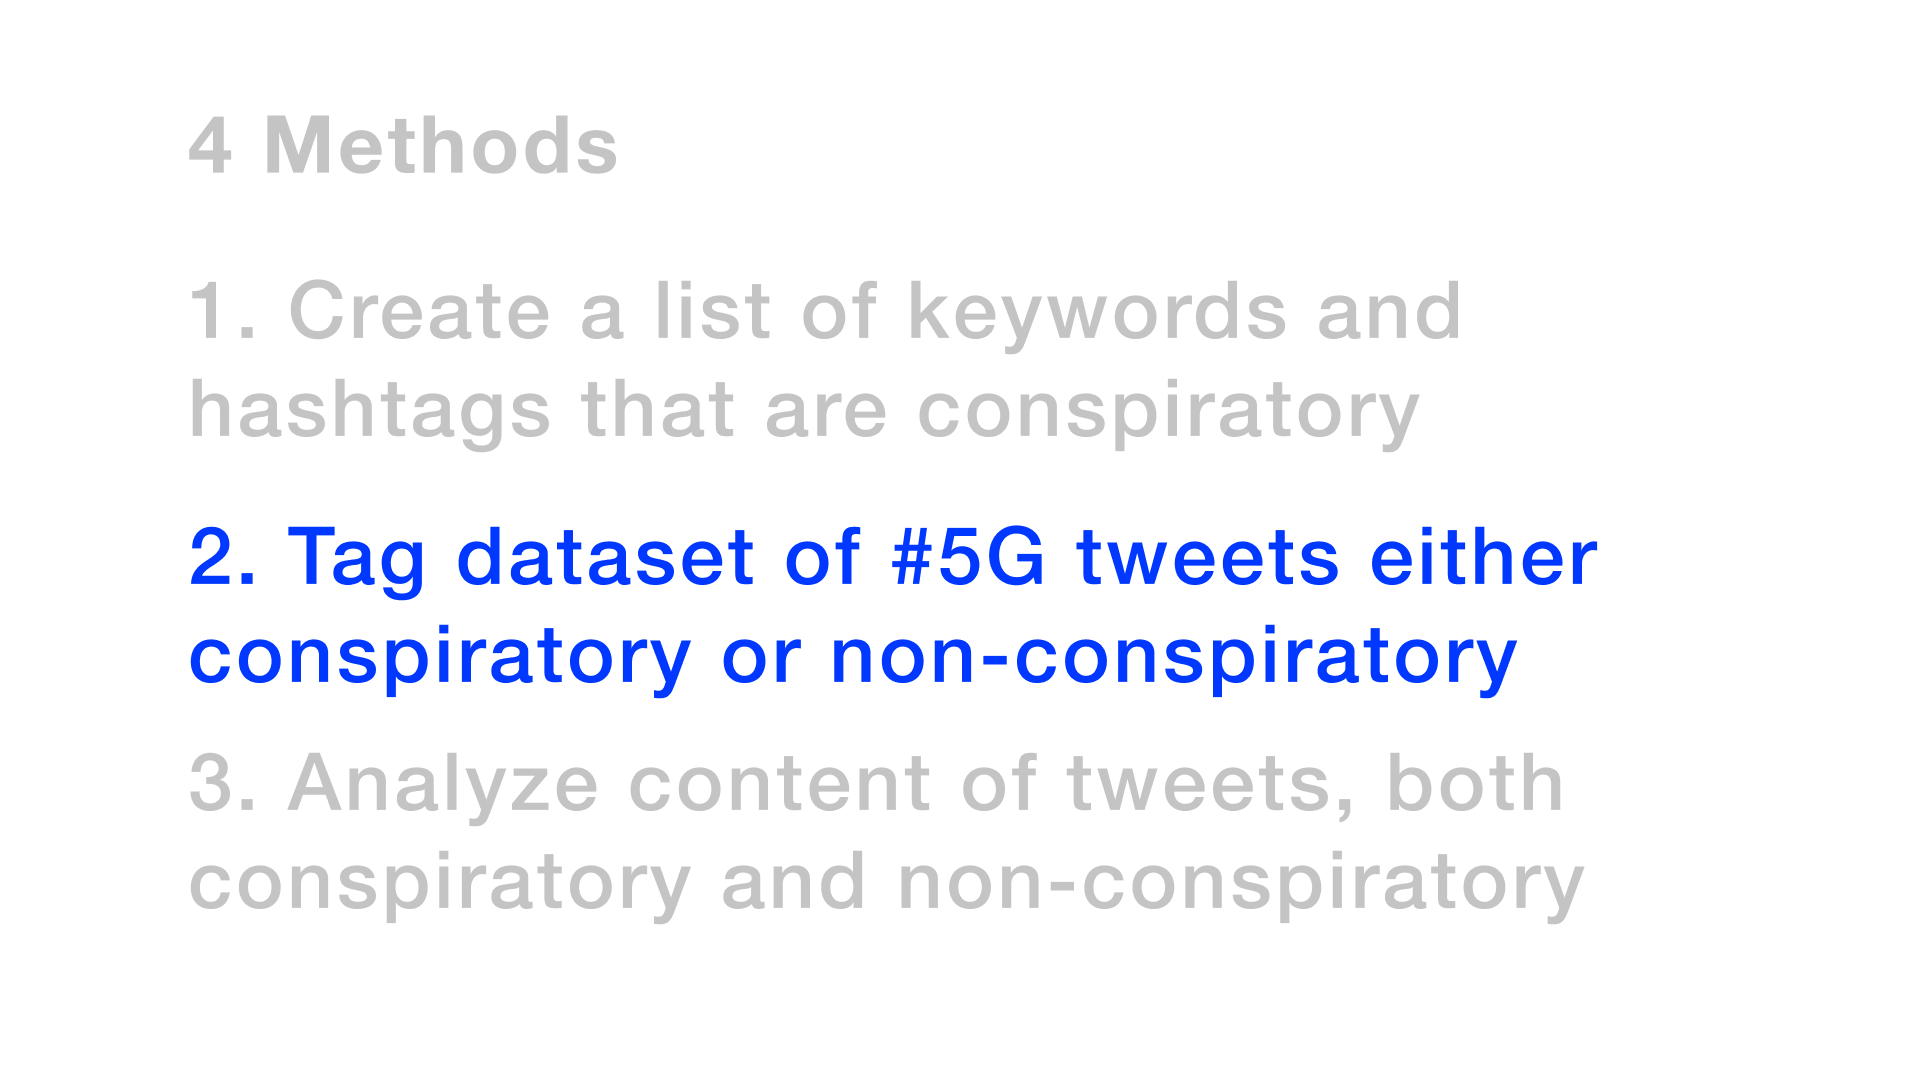 4 Methods
1. Create a list of keywords and
hashtags that are conspiratory
2. Tag dataset of #5G tweets either
conspiratory or non-conspiratory
3. Analyze content of tweets, both
conspiratory and non-conspiratory